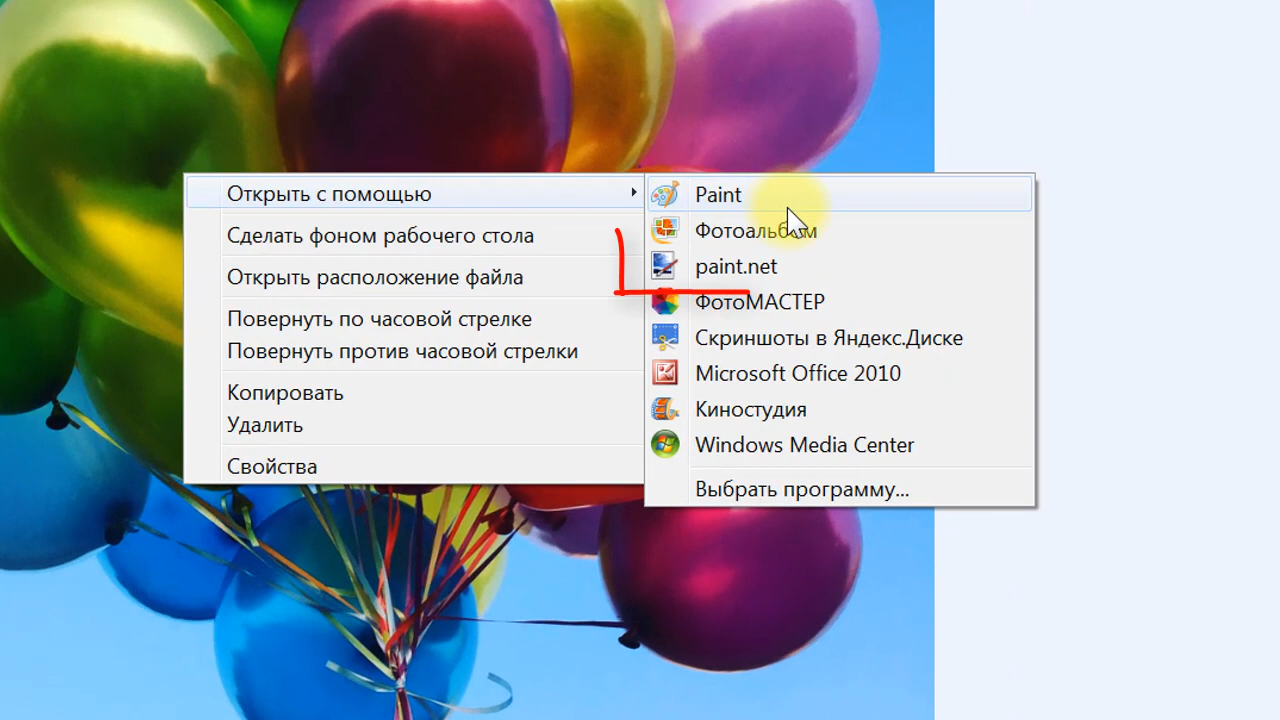 Открыть с помощью
Сделать фоном рабочего стола
Открыть расположение файла
Повернуть по часовой стрелке
Повернуть против часовой стрелки
Копировать
Удалить
Свойства
Paint
Фотоальбом
paint.net
ФотоМАСТЕР
Скриншоты в Яндекс.Диске
Microsoft Office 2010
Киностудия
Windows Media Center
Выбрать программу...